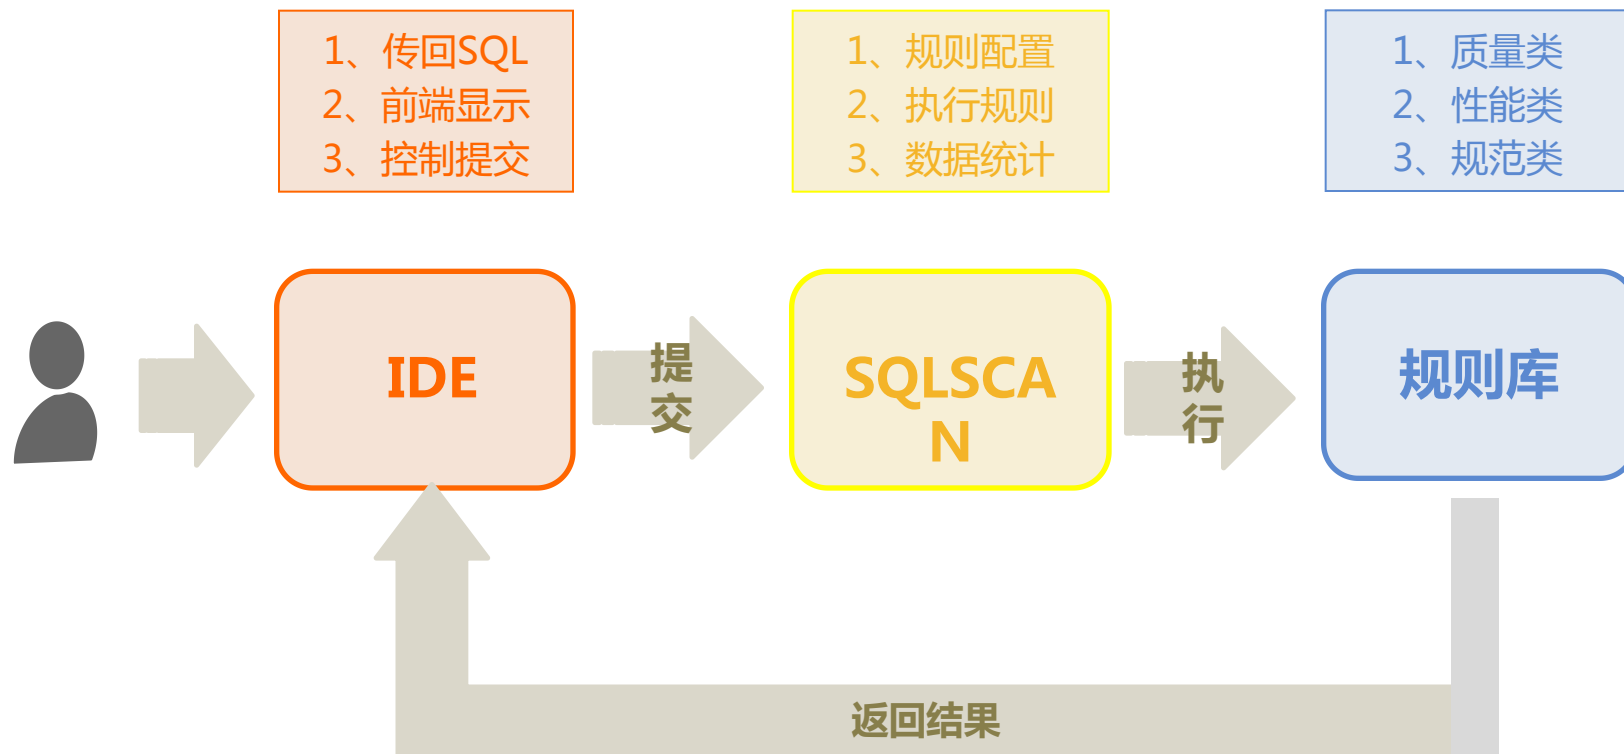 1、传回SQL
2、前端显示
3、控制提交
1、规则配置
2、执行规则
3、数据统计
1、质量类
2、性能类
3、规范类
IDE
提
交
SQLSCA
N
执
行
规则库
返回结果